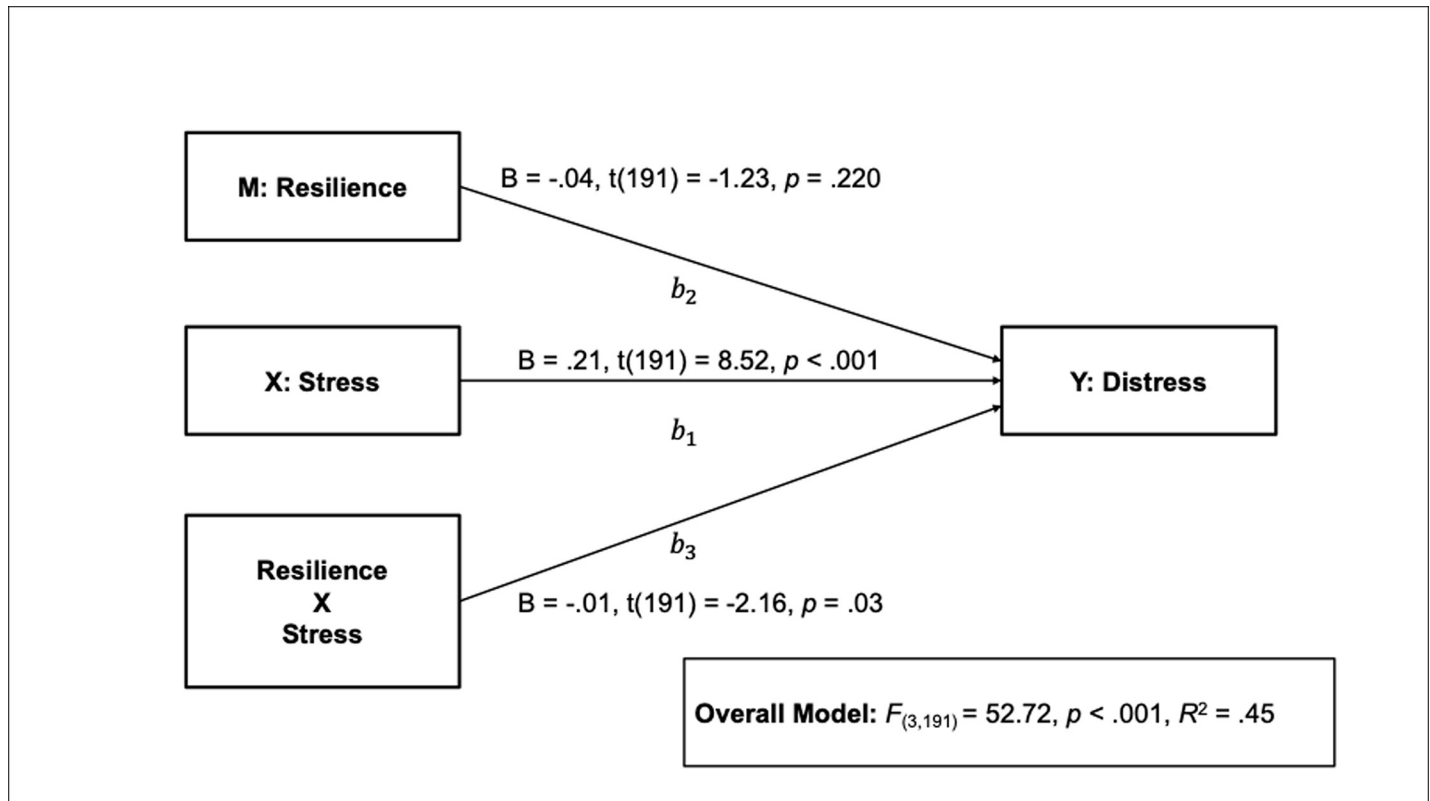 M: Resilience
B = -.04, t(191) = -1.23, p = .220
b₂
X: Stress
B = .21, t(191) = 8.52, p < .001
b₁
Y: Distress
Resilience
X
Stress
b₃
B = -.01, t(191) = -2.16, p = .03
Overall Model: F(3,191) = 52.72, p < .001, R² = .45